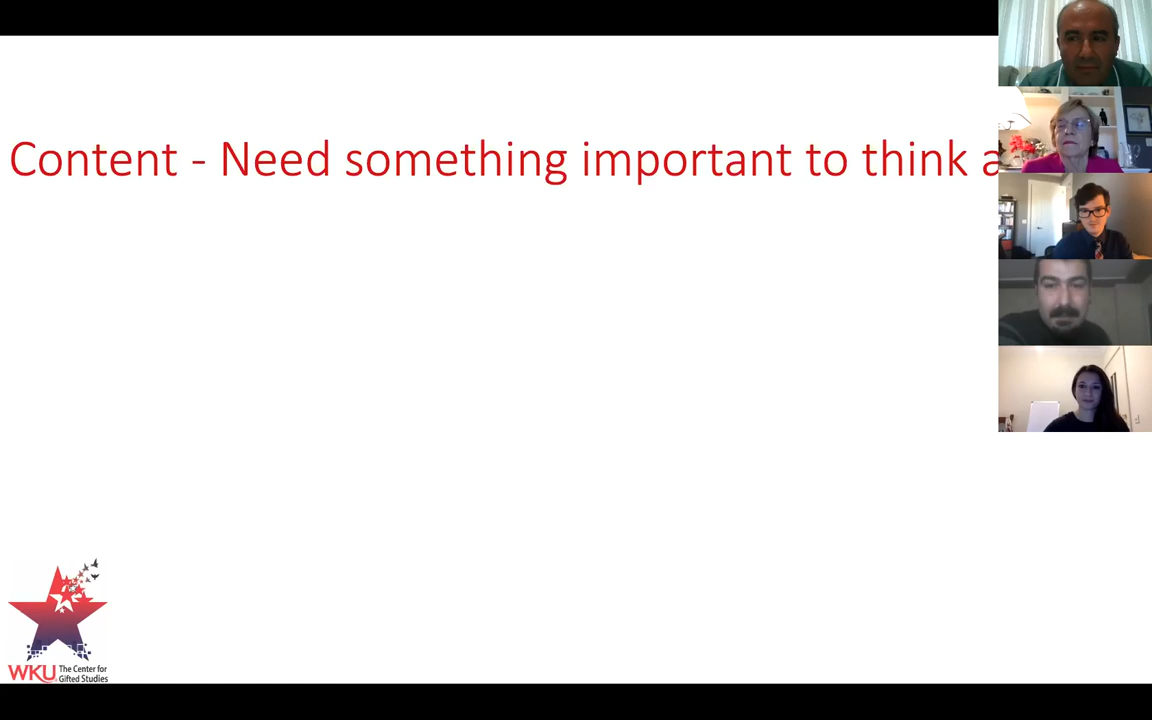 Content - Need something important to think a
WKU The Center for
Gifted Studies